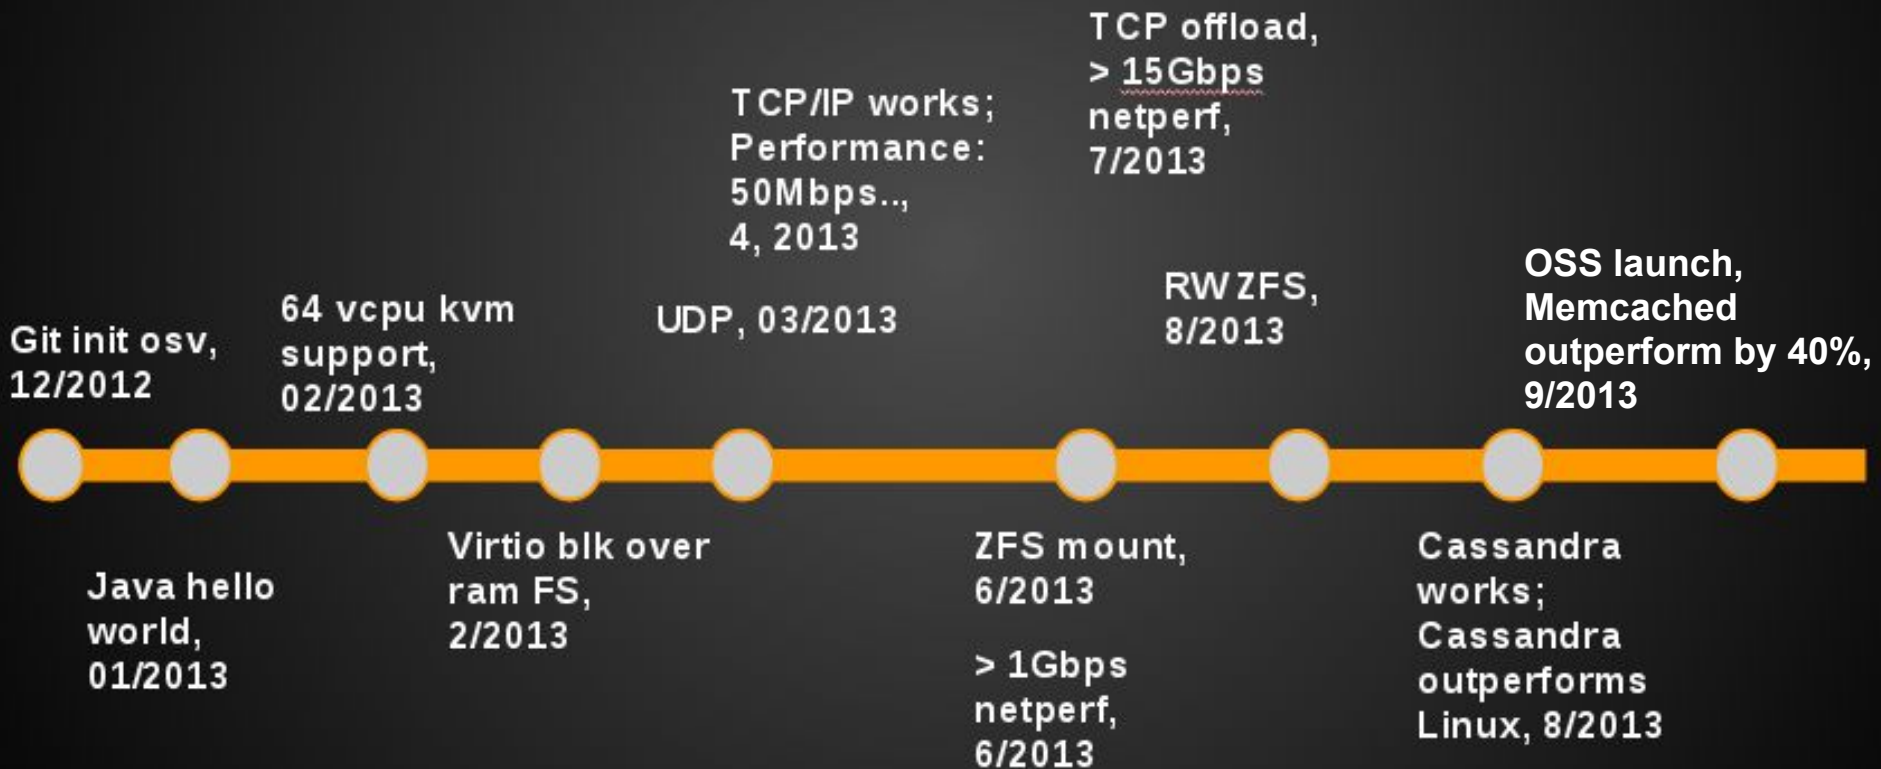 Git init osv,
12/2012
Java hello
world,
01/2013
64 vcpu kvm
support,
02/2013
Virtio blk over
ram FS,
2/2013
UDP, 03/2013
TCP/IP works;
Performance:
50Mbps..,
4, 2013
ZFS mount,
6/2013
> 1Gbps
netperf,
6/2013
TCP offload,
> 15Gbps
netperf,
7/2013
RW ZFS,
8/2013
Cassandra
works;
Cassandra
outperforms
Linux, 8/2013
OSS launch,
Memcached
outperform by 40%,
9/2013